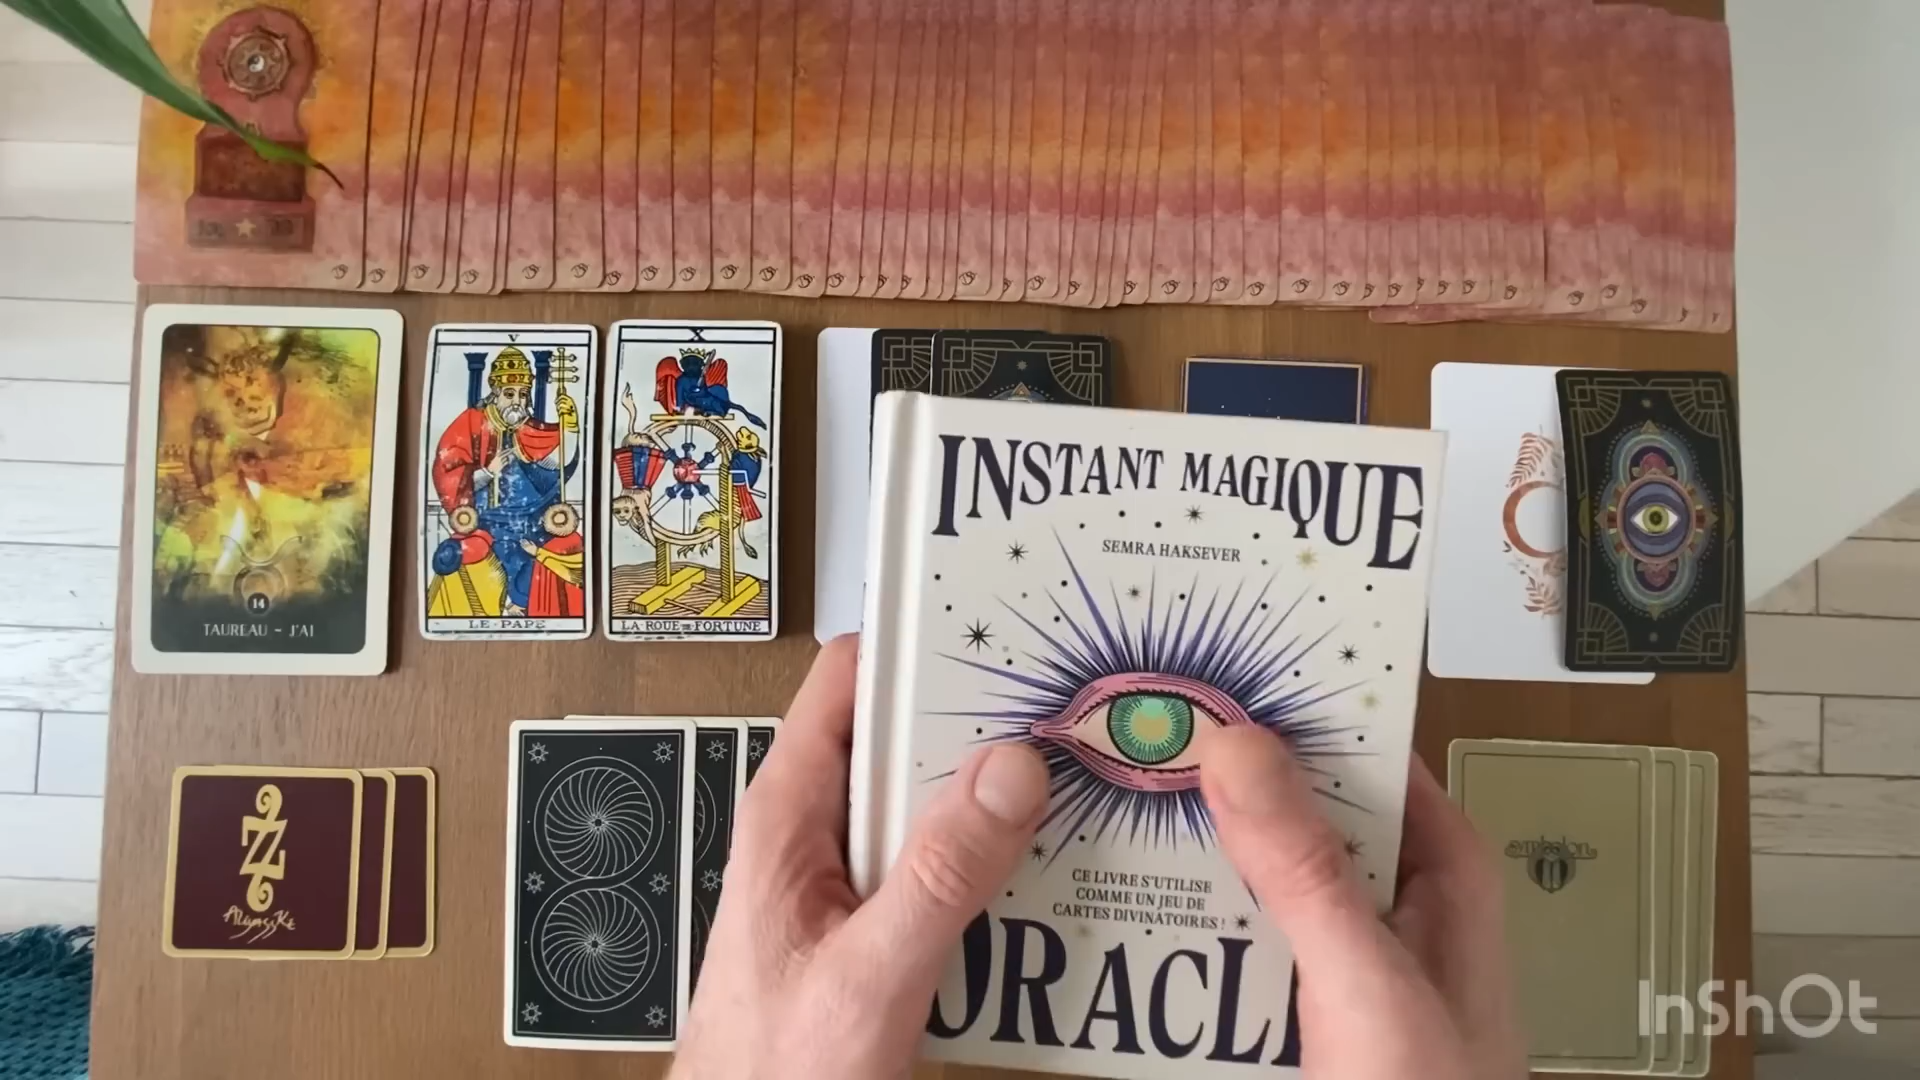 14
TAUREAU ~ J'AI
V
LE·PAPE
X
LA·ROUE=FORTUNE
INSTANT MAGIQUE
SEMRA HAKSEVER
CE LIVRE S'UTILISE
COMME UN JEU DE
CARTES DIVINATOIRES !
ORACLE
InShOt